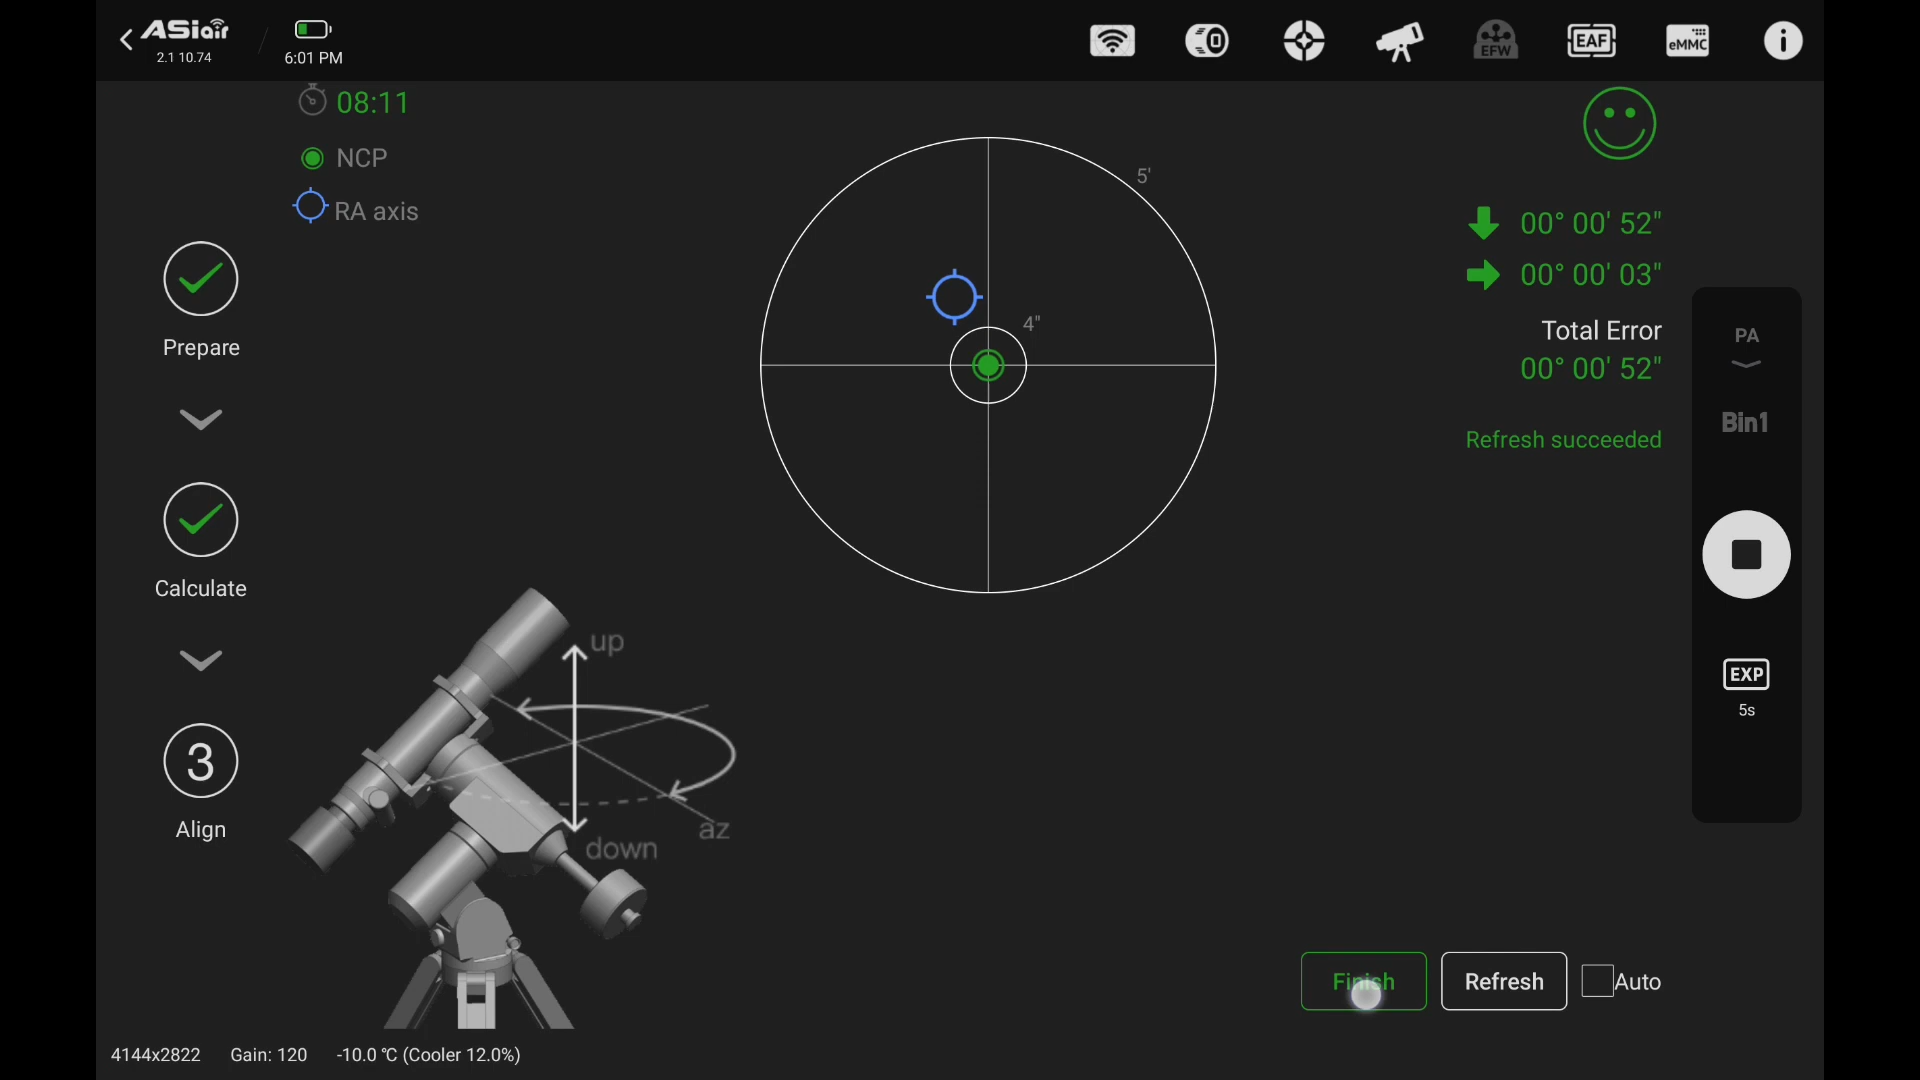 ASiair
2.1 10.74
6:01 PM
EFW
EAF
eMMC
08:11
NCP
RA axis
5'
4"
00° 00' 52"
00° 00' 03"
Total Error
00° 00' 52"
Refresh succeeded
PA
Bin1
EXP
5s
Prepare
Calculate
3
Align
up
az
down
Finish
Refresh
Auto
4144x2822
Gain: 120
-10.0 ℃ (Cooler 12.0%)